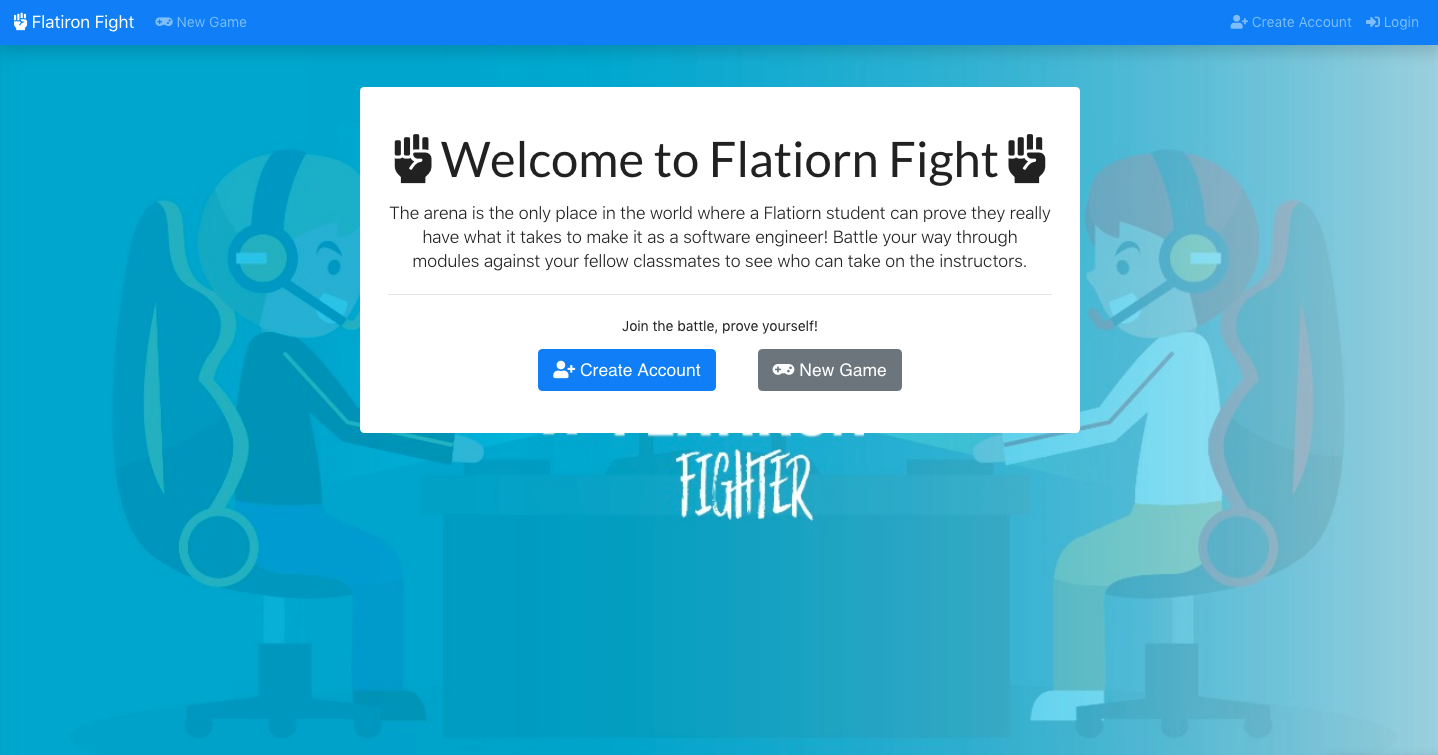 Flatiron Fight New Game Create Account Login
Welcome to Flatiorn Fight
The arena is the only place in the world where a Flatiorn student can prove they really
have what it takes to make it as a software engineer! Battle your way through
modules against your fellow classmates to see who can take on the instructors.
Join the battle, prove yourself!
Create Account New Game
FIGHTER